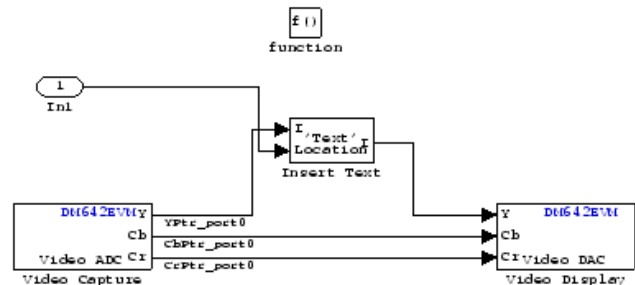 f()
function
1
In1
I
'Text'
I
Location
Insert Text
DM642EVM Y
Cb
Video ADC Cr
Video Capture
YPtr_port0
CbPtr_port0
CrPtr_port0
Y DM642EVM
Cb
Cr Video DAC
Video Display